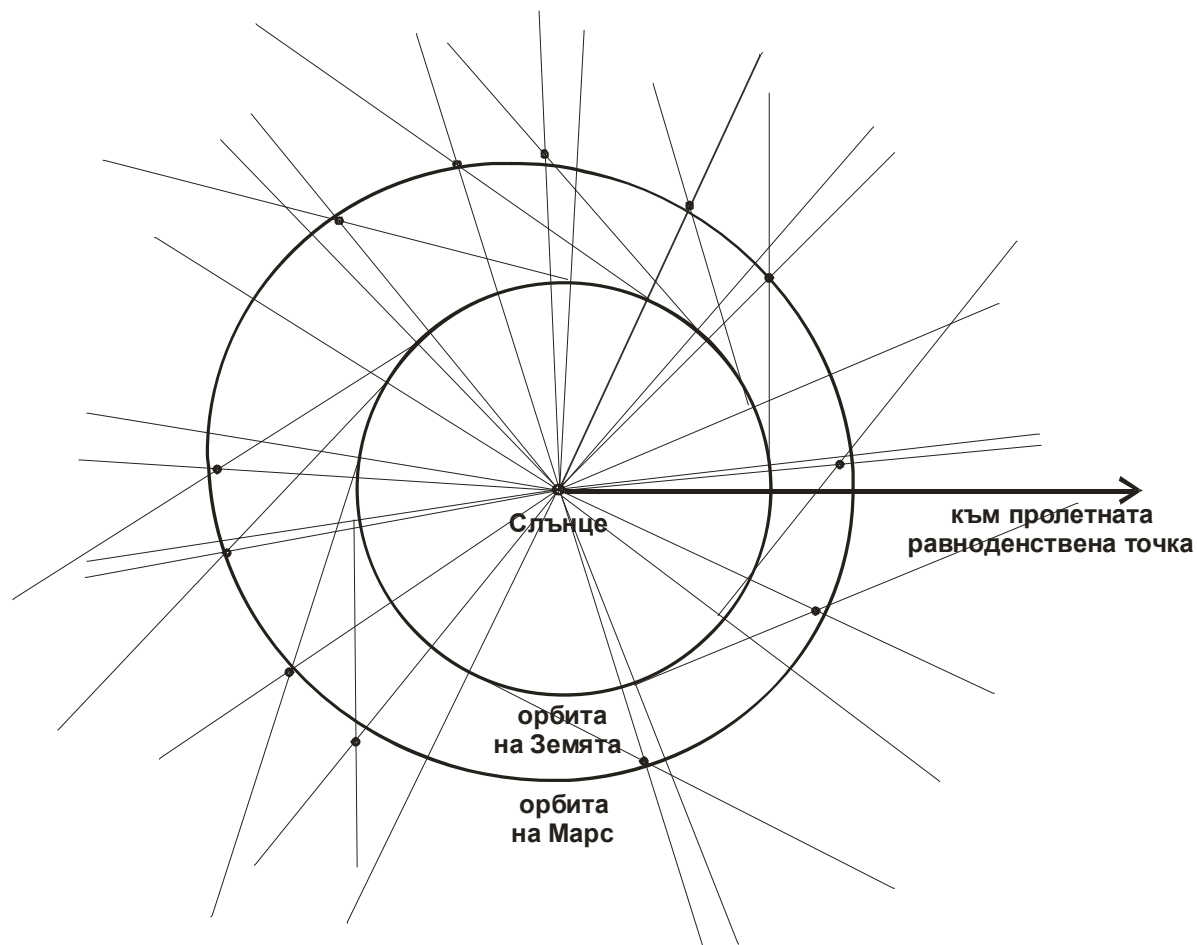 Слънце
към пролетната
равноденствена точка
орбита
на Земята
орбита
на Марс